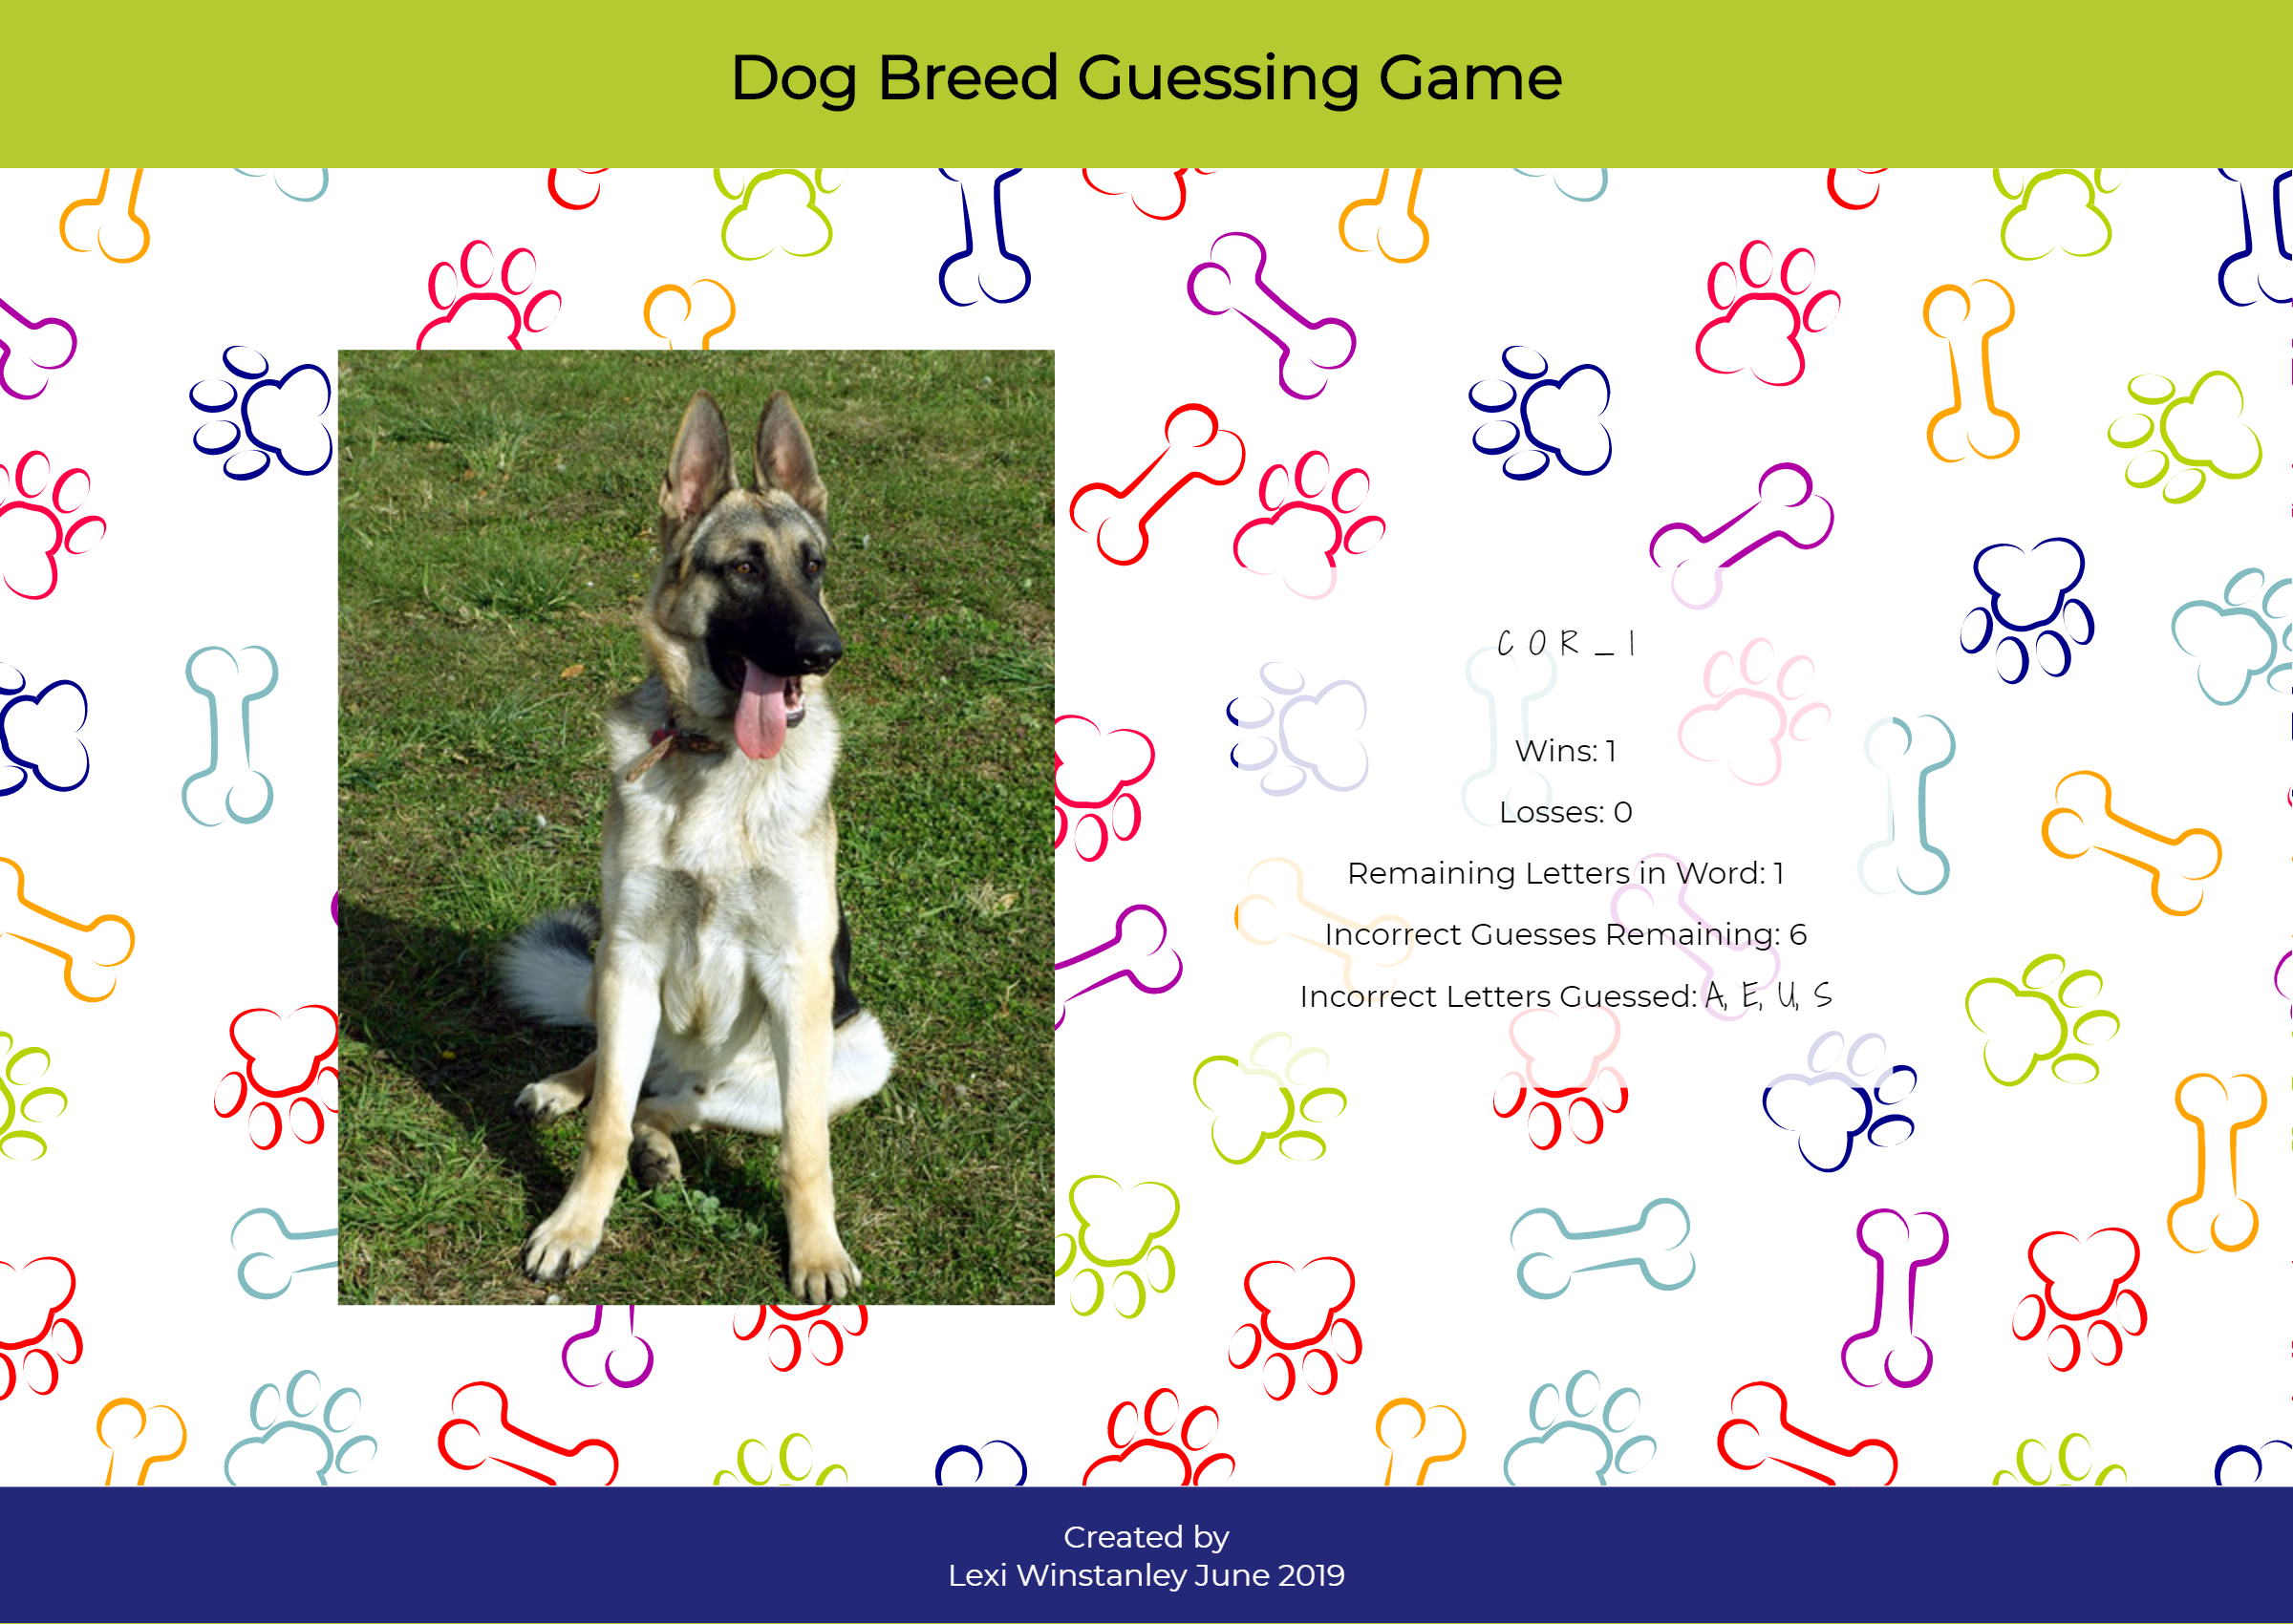 Dog Breed Guessing Game
C O R _ I
Wins: 1
Losses: 0
Remaining Letters in Word: 1
Incorrect Guesses Remaining: 6
Incorrect Letters Guessed: A, E, U, S
Created by
Lexi Winstanley June 2019